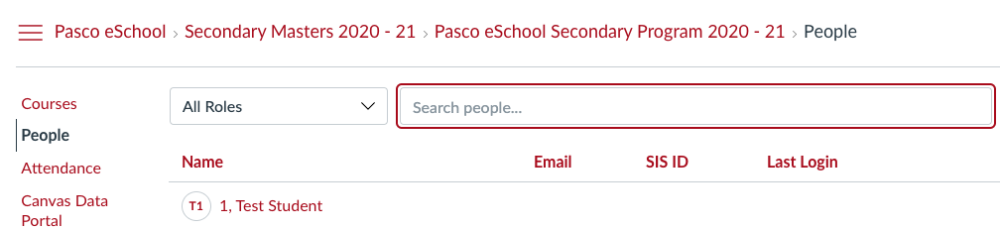 Pasco eSchool › Secondary Masters 2020 - 21 › Pasco eSchool Secondary Program 2020 - 21 › People
Courses
People
Attendance
Canvas Data
Portal
All Roles
Search people...
Name Email SIS ID Last Login
T1 1, Test Student